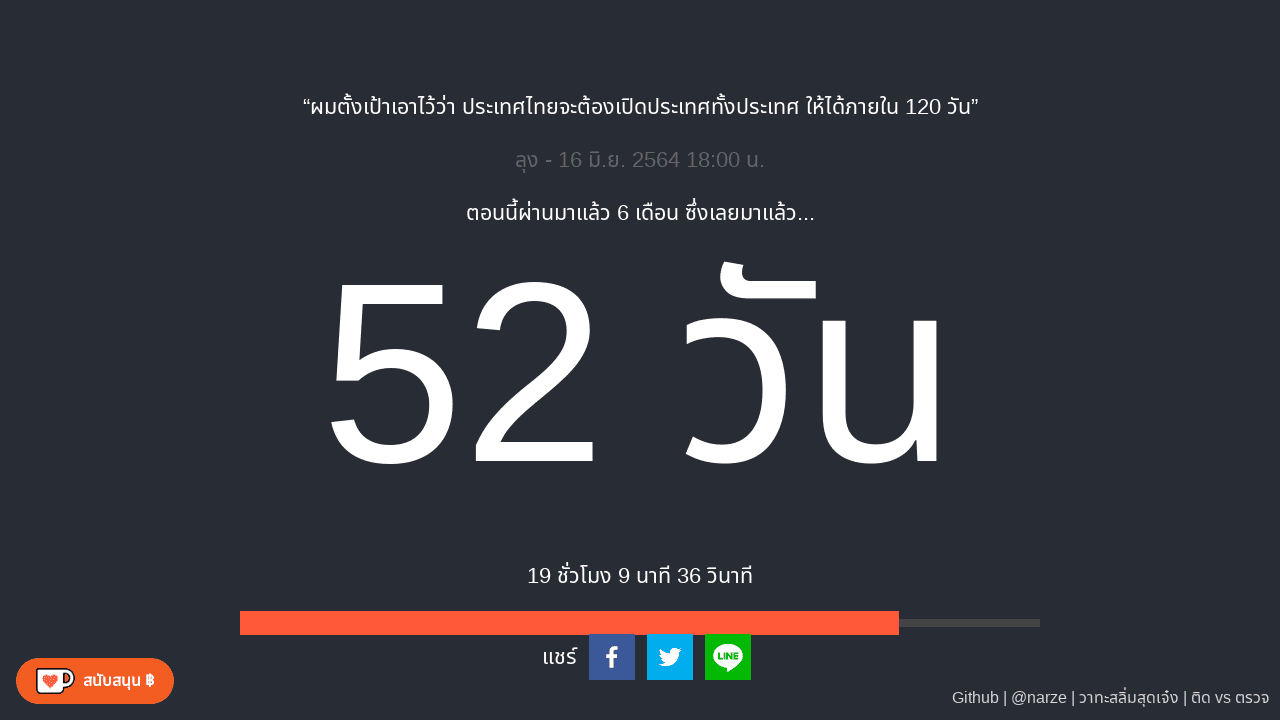 “ผมตั้งเป้าเอาไว้ว่า ประเทศไทยจะต้องเปิดประเทศทั้งประเทศ ให้ได้ภายใน 120 วัน”
ลุง - 16 มิ.ย. 2564 18:00 น.
ตอนนี้ผ่านมาแล้ว 6 เดือน ซึ่งเลยมาแล้ว...
52 วัน
19 ชั่วโมง 9 นาที 36 วินาที
แชร์
LINE
สนับสนุน ฿
Github | @narze | วาทะสลิ่มสุดเจ๋ง | ติด vs ตรวจ